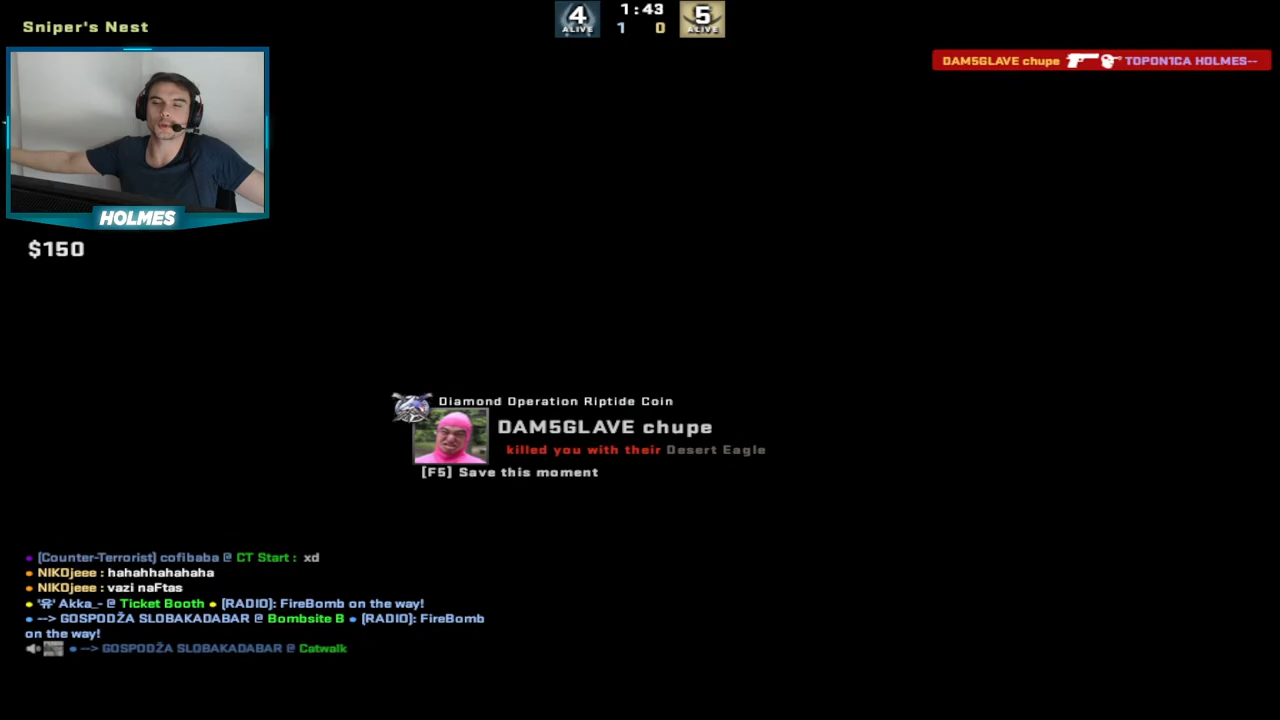 Sniper's Nest
4 ALIVE
1:43
1 0
5 ALIVE
DAM5GLAVE chupe TOPON1CA HOLMES--
HOLMES
$150
Diamond Operation Riptide Coin
DAM5GLAVE chupe
killed you with their Desert Eagle
[F5] Save this moment
(Counter-Terrorist) cofibaba @ CT Start : xd
NIKOjeee : hahahhahahaha
NIKOjeee : vazi naFtas
'유' Akka_- @ Ticket Booth • (RADIO): FireBomb on the way!
--> GOSPODŽA SLOBAKADABAR @ Bombsite B • (RADIO): FireBomb
on the way!
--> GOSPODŽA SLOBAKADABAR @ Catwalk